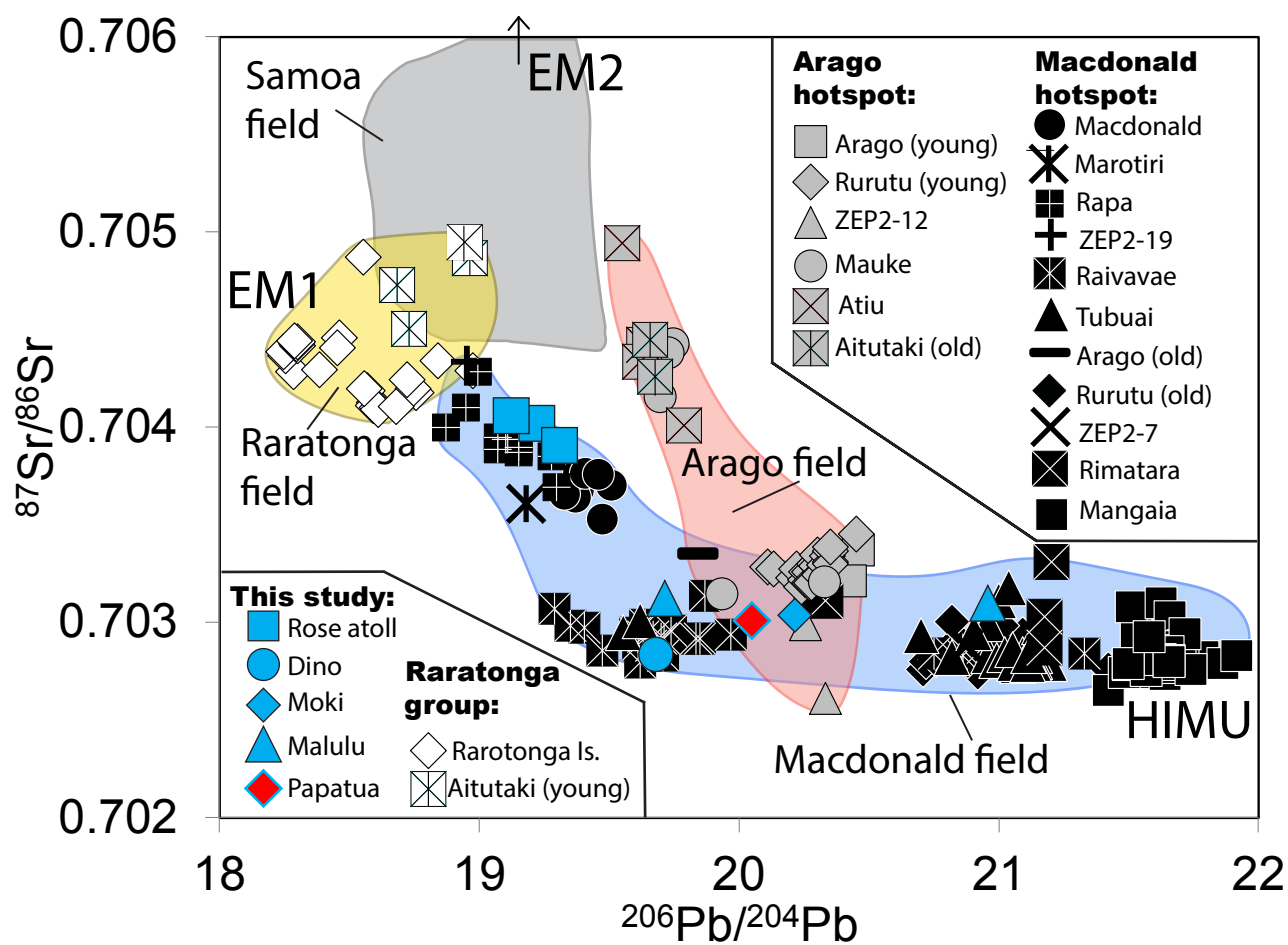 0.706
0.705
0.704
0.703
0.702
87Sr/86Sr
18
19
20
21
22
206Pb/204Pb
EM2
Samoa
field
EM1
Raratonga
field
Arago field
Macdonald field
HIMU
Arago
hotspot:
Arago (young)
Rurutu (young)
ZEP2-12
Mauke
Atiu
Aitutaki (old)
Macdonald
hotspot:
Macdonald
Marotiri
Rapa
ZEP2-19
Raivavae
Tubuai
Arago (old)
Rurutu (old)
ZEP2-7
Rimatara
Mangaia
This study:
Rose atoll
Dino
Moki
Malulu
Papatua
Raratonga
group:
Rarotonga Is.
Aitutaki (young)